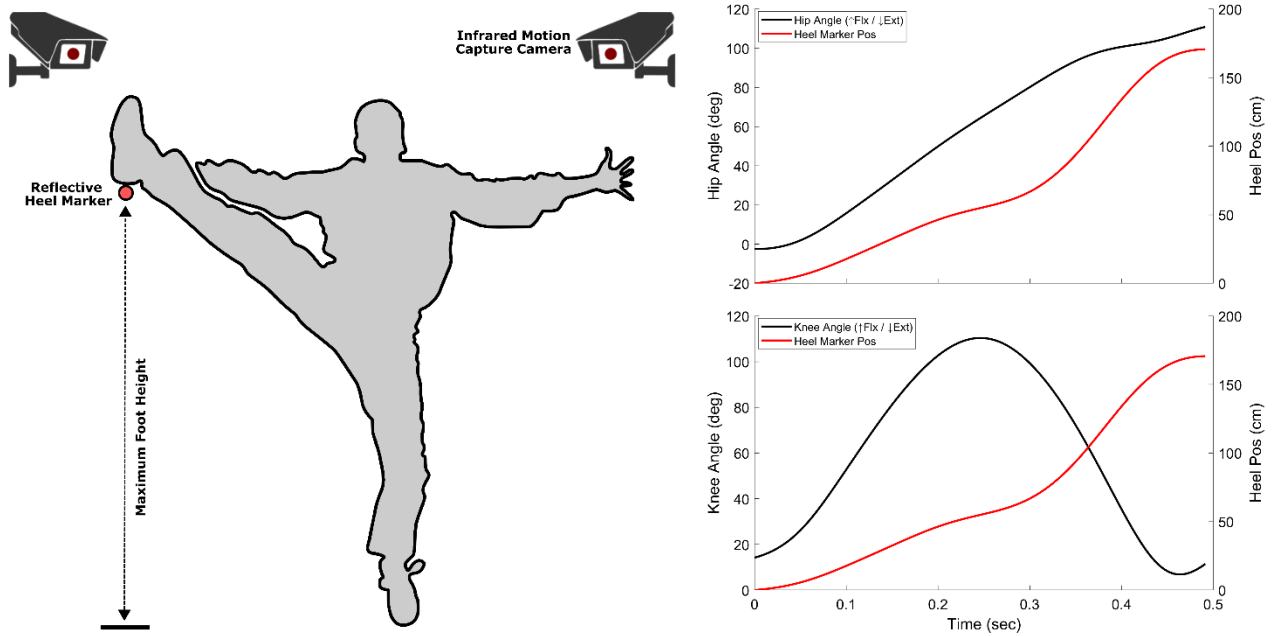 Infrared Motion
Capture Camera
Reflective
Heel Marker
Maximum Foot Height
Hip Angle (↑Flx / ↓Ext)
Heel Marker Pos
120
100
80
60
40
20
0
-20
Hip Angle (deg)
200
150
100
50
0
Heel Pos (cm)
Knee Angle (↑Flx / ↓Ext)
Heel Marker Pos
120
100
80
60
40
20
0
Knee Angle (deg)
200
150
100
50
0
Heel Pos (cm)
0
0.1
0.2
0.3
0.4
0.5
Time (sec)